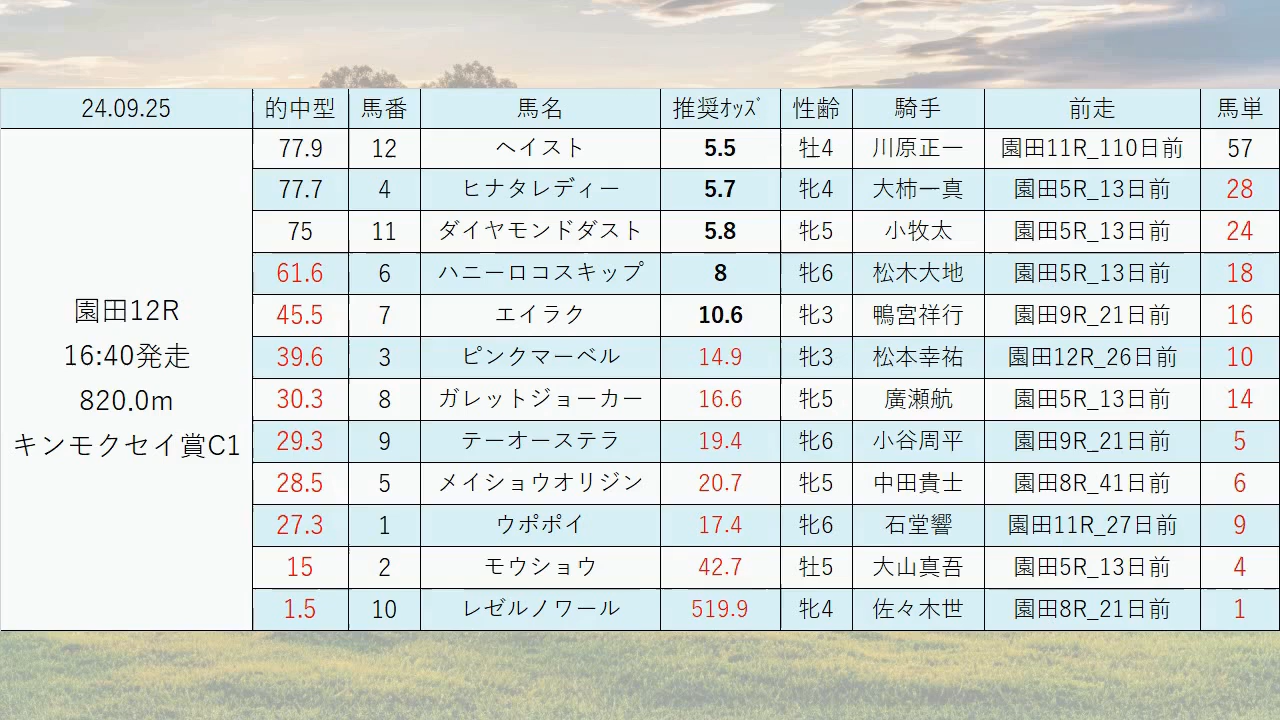 24.09.25 的中型 馬番 馬名 推奨ｵｯｽﾞ 性齢 騎手 前走 馬単
園田12R
16:40発走
820.0m
キンモクセイ賞C1
77.9 12 ヘイスト 5.5 牡4 川原正一 園田11R_110日前 57
77.7 4 ヒナタレディー 5.7 牝4 大柿一真 園田5R_13日前 28
75 11 ダイヤモンドダスト 5.8 牝5 小牧太 園田5R_13日前 24
61.6 6 ハニーロコスキップ 8 牝6 松木大地 園田5R_13日前 18
45.5 7 エイラク 10.6 牝3 鴨宮祥行 園田9R_21日前 16
39.6 3 ピンクマーベル 14.9 牝3 松本幸祐 園田12R_26日前 10
30.3 8 ガレットジョーカー 16.6 牝5 廣瀬航 園田5R_13日前 14
29.3 9 テーオーステラ 19.4 牝6 小谷周平 園田9R_21日前 5
28.5 5 メイショウオリジン 20.7 牝5 中田貴士 園田8R_41日前 6
27.3 1 ウポポイ 17.4 牝6 石堂響 園田11R_27日前 9
15 2 モウショウ 42.7 牡5 大山真吾 園田5R_13日前 4
1.5 10 レゼルノワール 519.9 牝4 佐々木世 園田8R_21日前 1